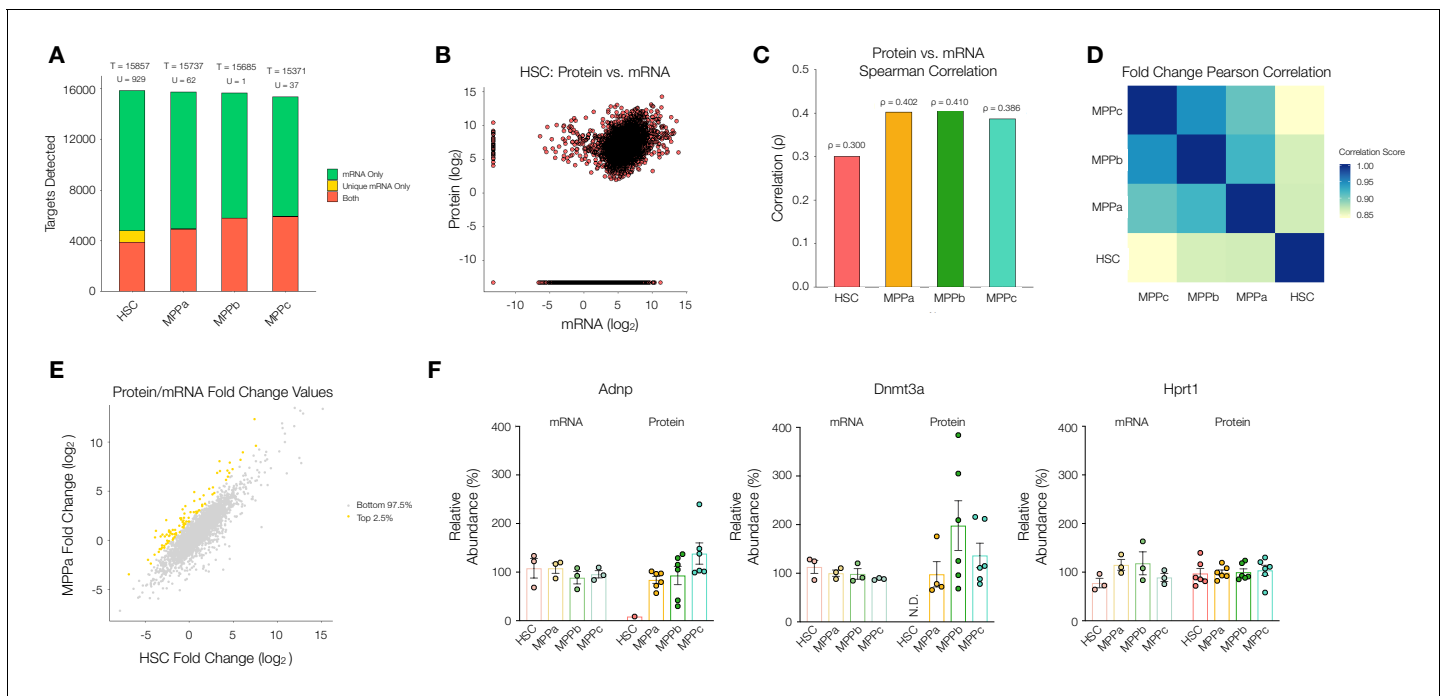 A
T = 15857
U = 929
T = 15737
U = 62
T = 15685
U = 1
T = 15371
U = 37
16000
12000
8000
4000
0
Targets Detected
HSC
MPPa
MPPb
MPPc
mRNA Only
Unique mRNA Only
Both
B
HSC: Protein vs. mRNA
15
10
5
0
-5
-10
-15
Protein (log2)
-10
-5
0
5
10
15
mRNA (log2)
C
Protein vs. mRNA
Spearman Correlation
0.5
0.4
0.3
0.2
0.1
0.0
Correlation (ρ)
ρ = 0.300
ρ = 0.402
ρ = 0.410
ρ = 0.386
HSC
MPPa
MPPb
MPPc
D
Fold Change Pearson Correlation
MPPc
MPPb
MPPa
HSC
MPPc
MPPb
MPPa
HSC
Correlation Score
1.00
0.95
0.90
0.85
E
Protein/mRNA Fold Change Values
10
5
0
-5
MPPa Fold Change (log2)
-5
-0
5
10
15
HSC Fold Change (log2)
Bottom 97.5%
Top 2.5%
F
Adnp
mRNA
Protein
400
300
200
100
0
Relative
Abundance (%)
HSC
MPPa
MPPb
MPPc
HSC
MPPa
MPPb
MPPc
Dnmt3a
mRNA
Protein
400
300
200
100
0
Relative
Abundance (%)
N.D.
HSC
MPPa
MPPb
MPPc
HSC
MPPa
MPPb
MPPc
Hprt1
mRNA
Protein
400
300
200
100
0
Relative
Abundance (%)
HSC
MPPa
MPPb
MPPc
HSC
MPPa
MPPb
MPPc